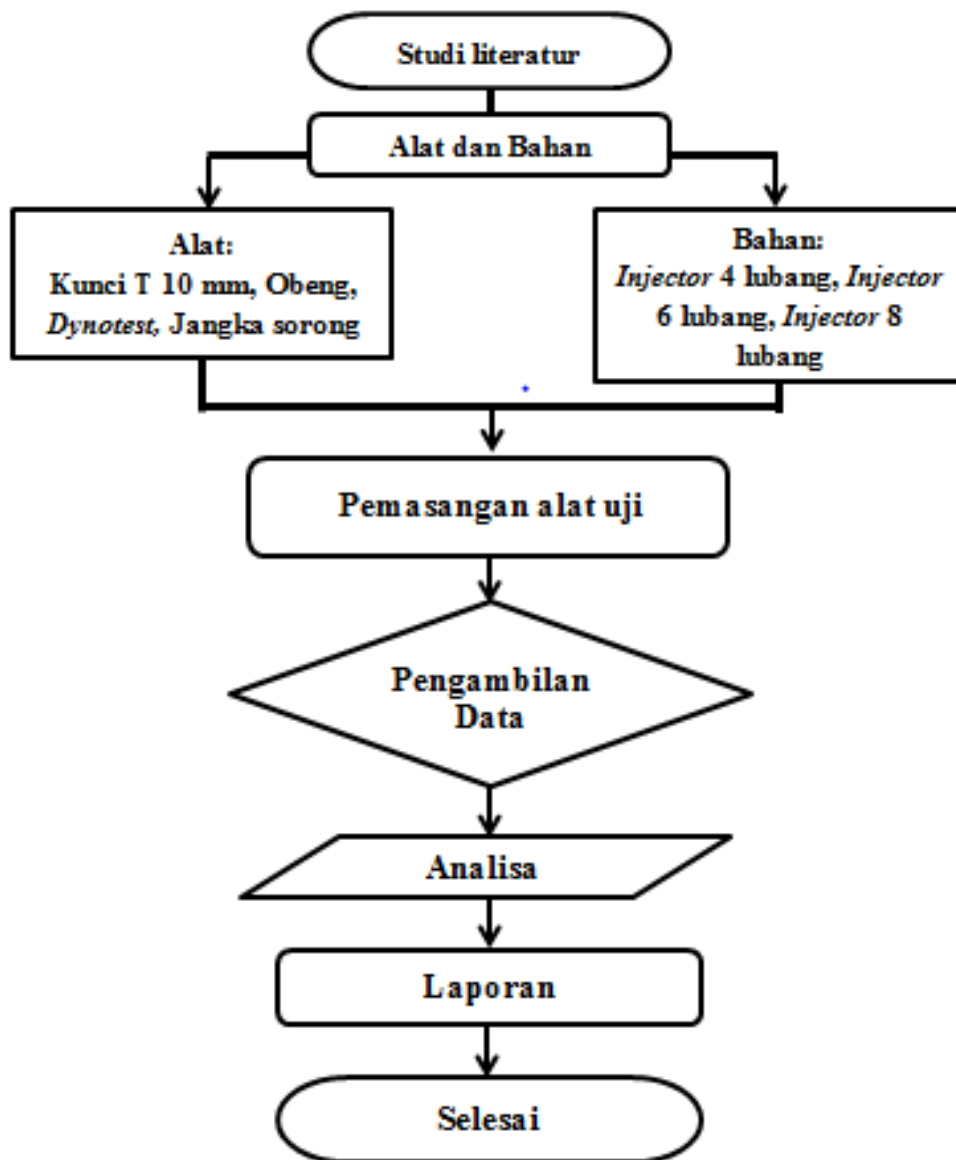 Studi literatur
Alat dan Bahan
Alat:
Kunci T 10 mm, Obeng,
Dynotest, Jangka sorong
Bahan:
Injector 4 lubang, Injector
6 lubang, Injector 8
lubang
Pemasangan alat uji
Pengambilan
Data
Analisa
Laporan
Selesai